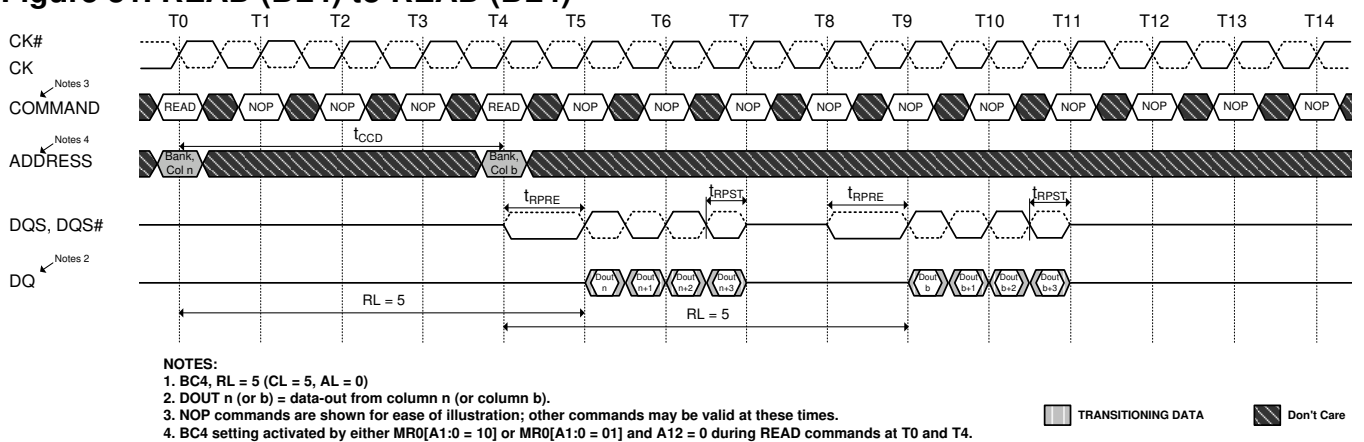 Figure 31. READ (BL4) to READ (BL4)
T0 T1 T2 T3 T4 T5 T6 T7 T8 T9 T10 T11 T12 T13 T14
CK#
CK
Notes 3
COMMAND
READ NOP NOP NOP READ NOP NOP NOP NOP NOP NOP NOP NOP NOP NOP
tCCD
Notes 4
ADDRESS
Bank, Col n
Bank, Col b
tRPRE tRPST tRPRE tRPST
DQS, DQS#
Notes 2
DQ
Dout n Dout n+1 Dout n+2 Dout n+3 Dout b Dout b+1 Dout b+2 Dout b+3
RL = 5
RL = 5
NOTES:
1. BC4, RL = 5 (CL = 5, AL = 0)
2. DOUT n (or b) = data-out from column n (or column b).
3. NOP commands are shown for ease of illustration; other commands may be valid at these times.
4. BC4 setting activated by either MR0[A1:0 = 10] or MR0[A1:0 = 01] and A12 = 0 during READ commands at T0 and T4.
TRANSITIONING DATA
Don't Care